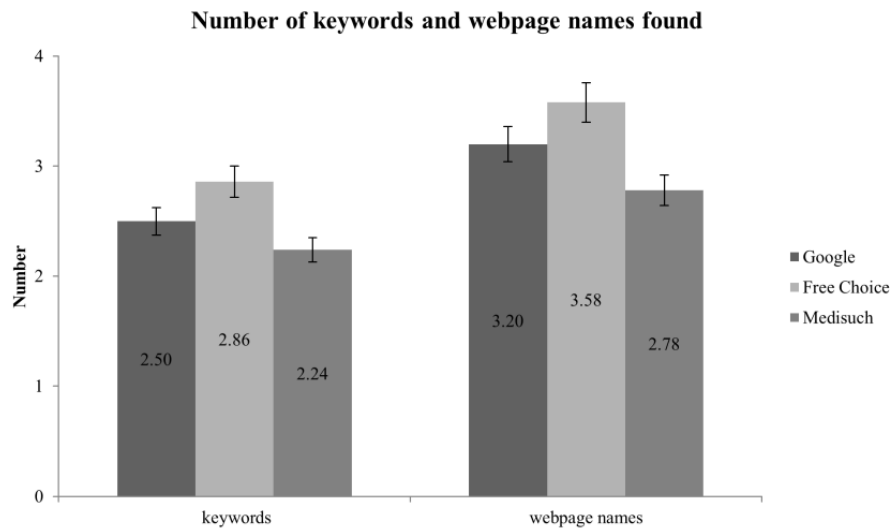 Number of keywords and webpage names found
4
3
2
1
0
Number
2.50
2.86
2.24
3.20
3.58
2.78
keywords
webpage names
Google
Free Choice
Medisuch